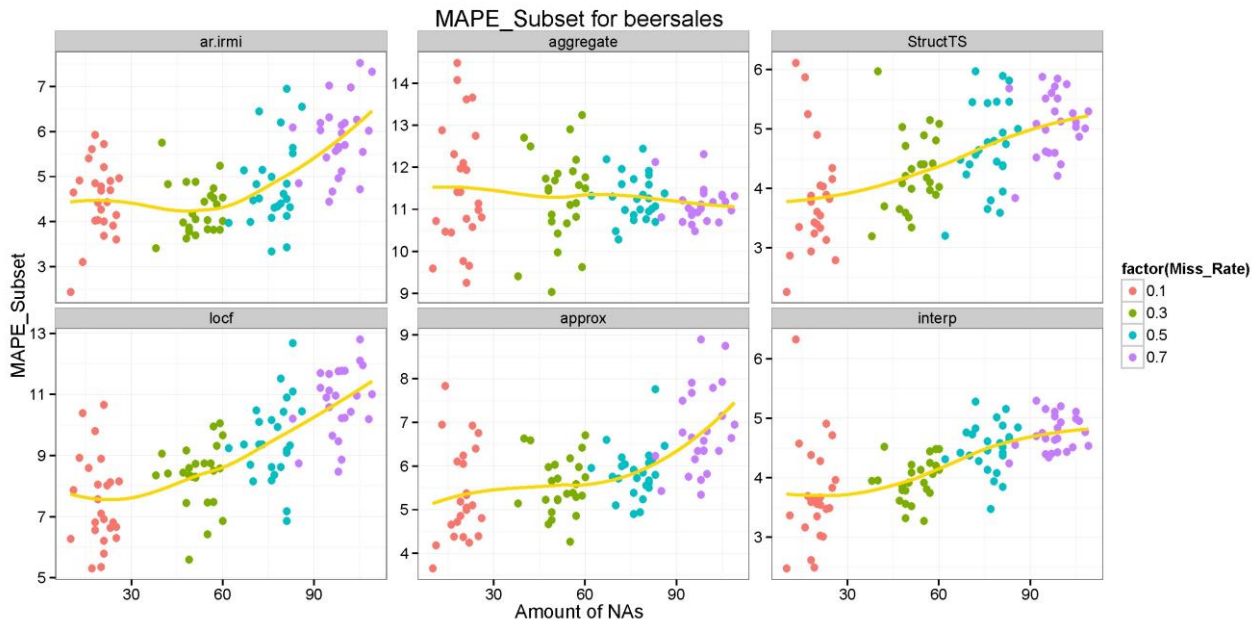 MAPE_Subset for beersales
ar.irmi
aggregate
StructTS
7
6
5
4
3
14
13
12
11
10
9
6
5
4
3
MAPE_Subset
locf
approx
interp
13
11
9
7
5
9
8
7
6
5
4
6
5
4
3
30 60 90
30 60 90
30 60 90
Amount of NAs
factor(Miss_Rate)
0.1
0.3
0.5
0.7